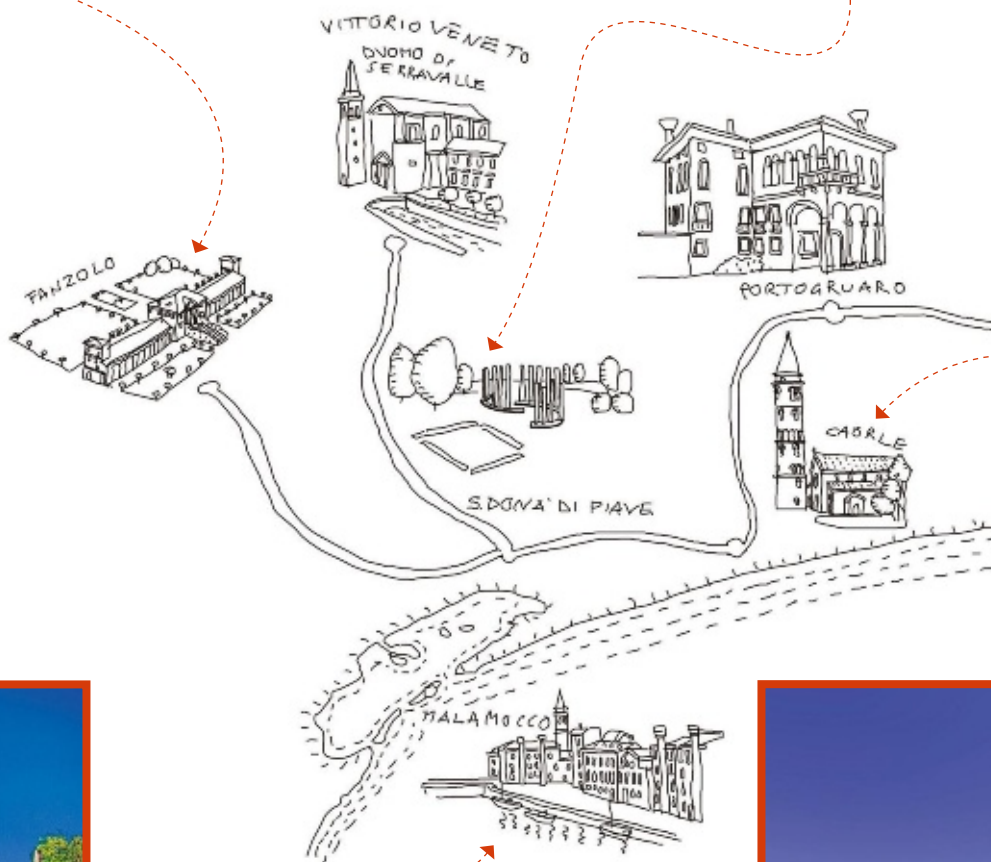 VITTORIO VENETO
DUOMO DI
SERRAVALLE
FANZOLO
PORTOGRUARO
CAORLE
S. DONA' DI PIAVE
MALAMOCCO